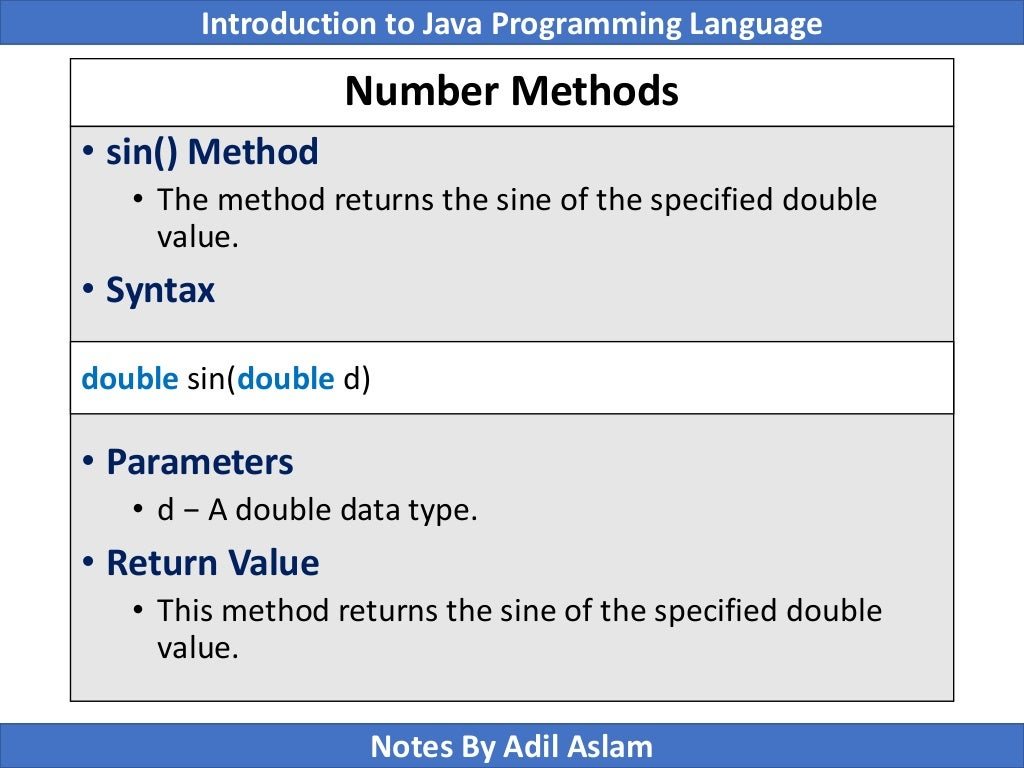 Introduction to Java Programming Language
Number Methods
• sin() Method
• The method returns the sine of the specified double
value.
• Syntax
double sin(double d)
• Parameters
• d − A double data type.
• Return Value
• This method returns the sine of the specified double
value.
Notes By Adil Aslam